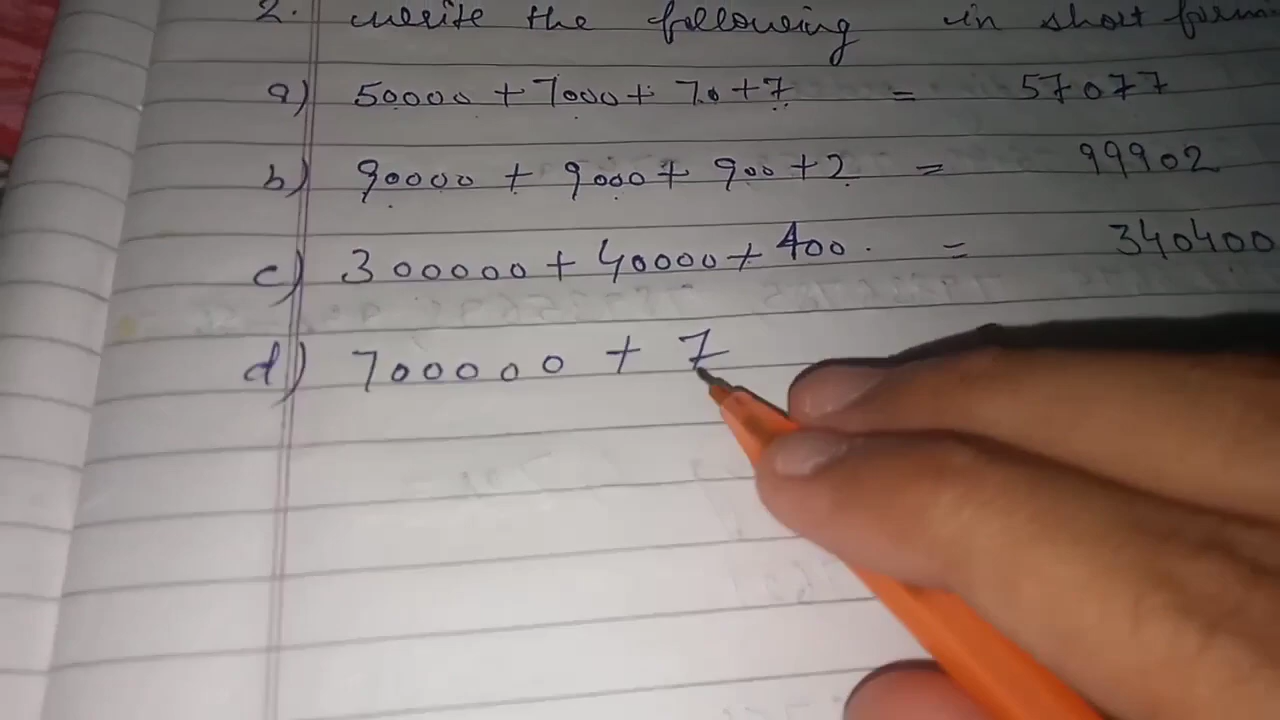 2. write the following in short form
a) 50000 + 7000 + 70 + 7 = 57077
b) 90000 + 9000 + 900 + 2 = 99902
c) 300000 + 40000 + 400 = 340400
d) 700000 + 7